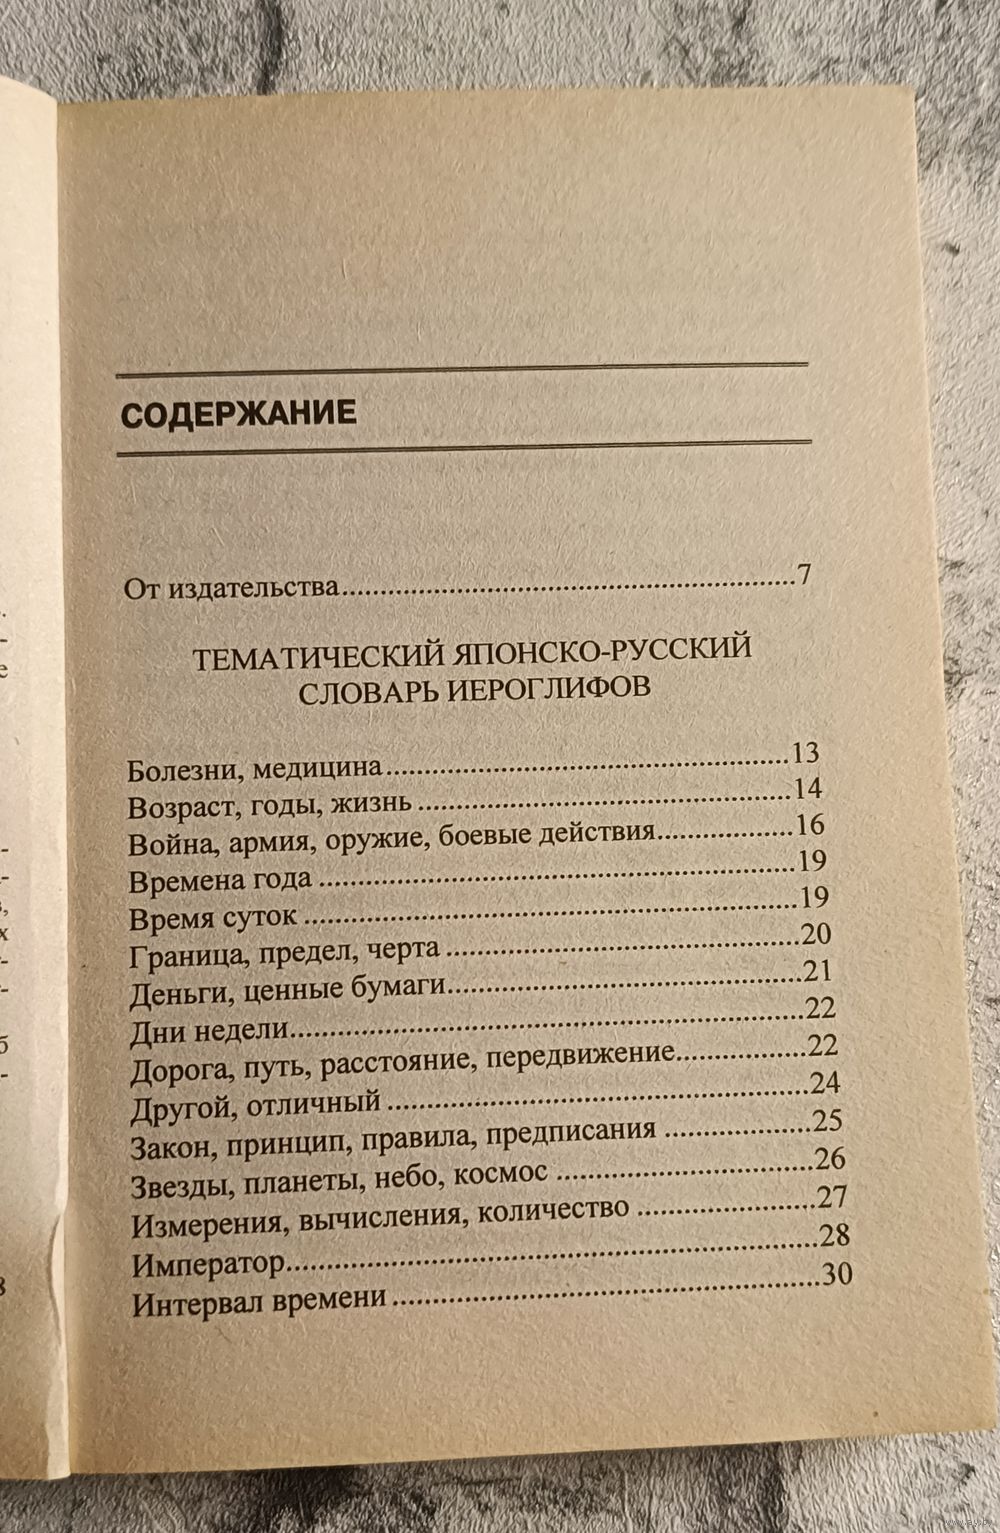 СОДЕРЖАНИЕ
От издательства....................7
ТЕМАТИЧЕСКИЙ ЯПОНСКО-РУССКИЙ
СЛОВАРЬ ИЕРОГЛИФОВ
Болезни, медицина....................13
Возраст, годы, жизнь....................14
Война, армия, оружие, боевые действия....................16
Времена года....................19
Время суток....................19
Граница, предел, черта....................20
Деньги, ценные бумаги....................21
Дни недели....................22
Дорога, путь, расстояние, передвижение....................22
Другой, отличный....................24
Закон, принцип, правила, предписания....................25
Звезды, планеты, небо, космос....................26
Измерения, вычисления, количество....................27
Император....................28
Интервал времени....................30